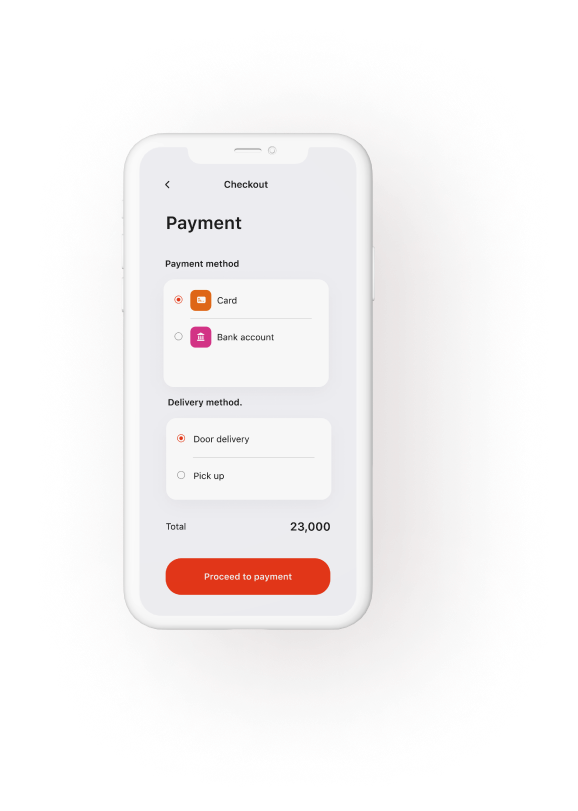 Checkout
Payment
Payment method
Card
Bank account
Delivery method.
Door delivery
Pick up
Total 23,000
Proceed to payment